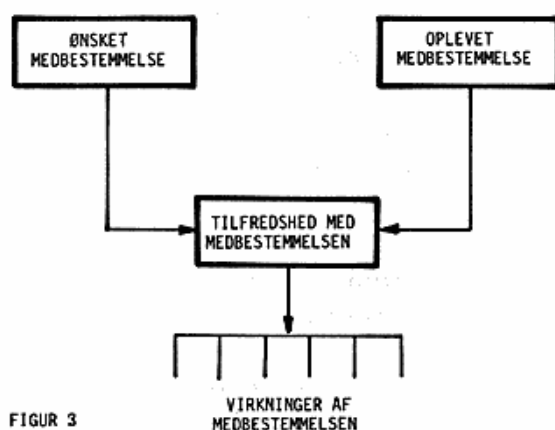 ØNSKET
MEDBESTEMMELSE
OPLEVET
MEDBESTEMMELSE
TILFREDSHED MED
MEDBESTEMMELSEN
VIRKNINGER AF
MEDBESTEMMELSEN
FIGUR 3